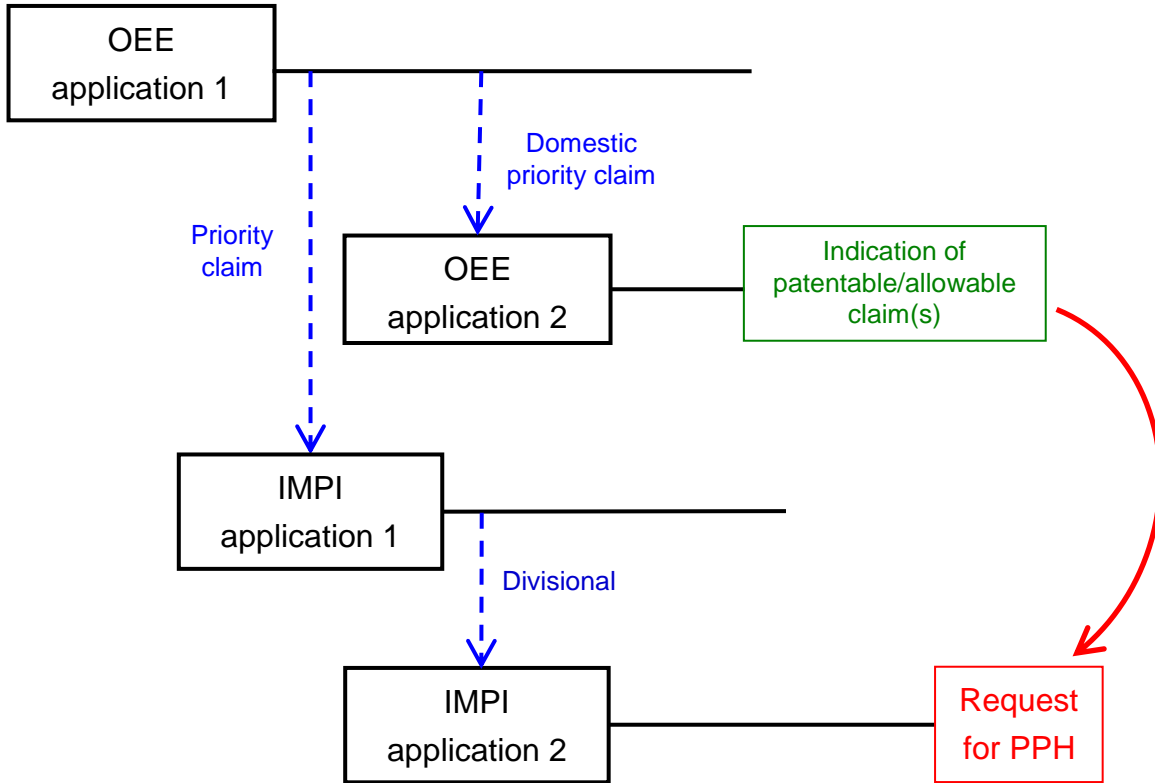 OEE
application 1
Domestic
priority claim
Priority
claim
OEE
application 2
Indication of
patentable/allowable
claim(s)
IMPI
application 1
Divisional
IMPI
application 2
Request
for PPH